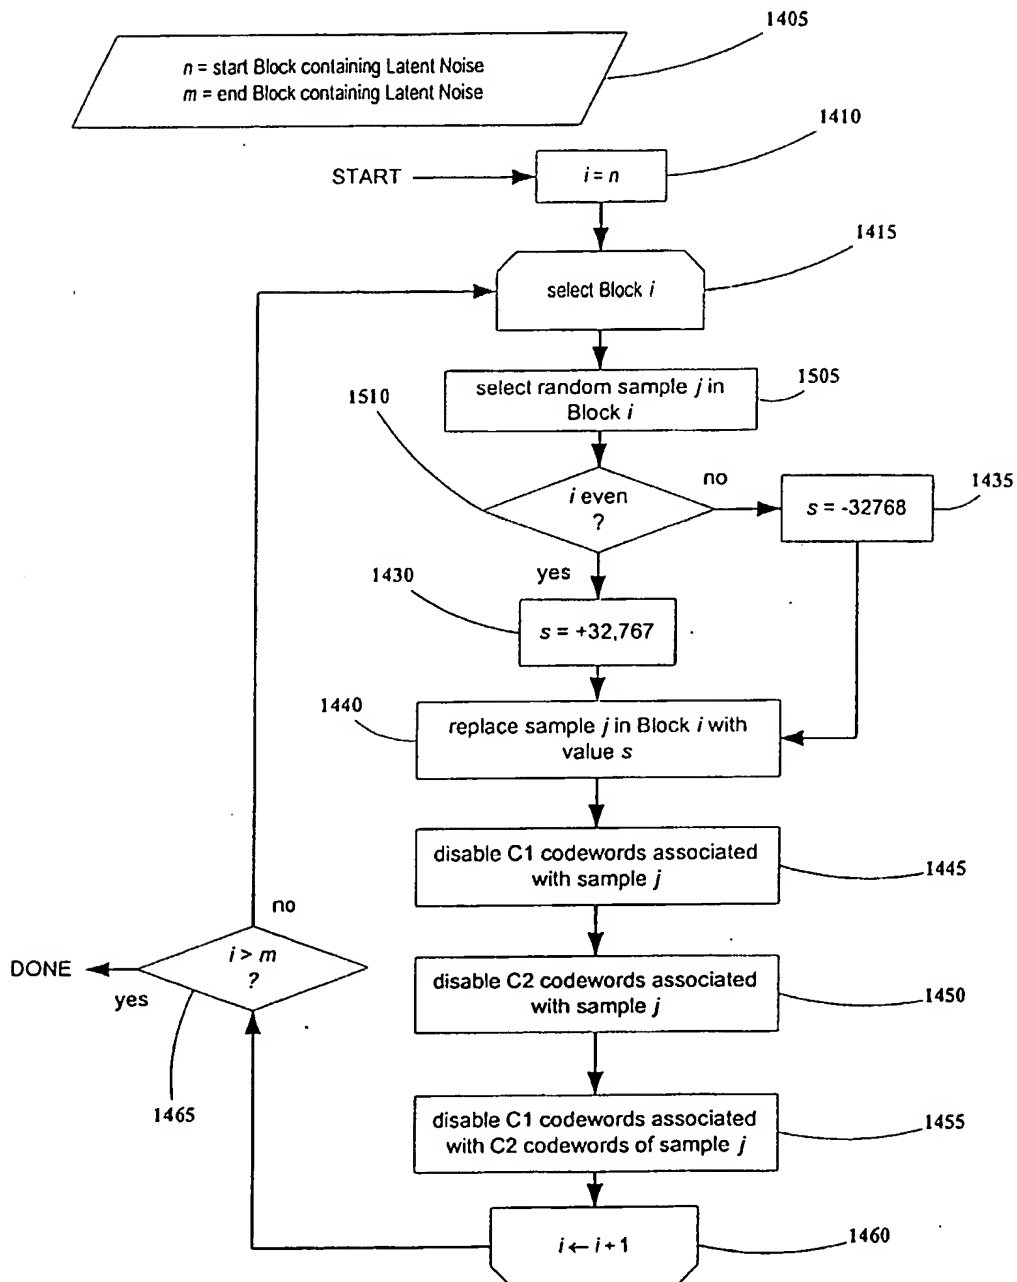 1405
n = start Block containing Latent Noise
m = end Block containing Latent Noise
1410
START
i = n
1415
select Block i
1505
select random sample j in
Block i
1510
i even
?
no
1435
s = -32768
yes
1430
s = +32,767
1440
replace sample j in Block i with
value s
disable C1 codewords associated
with sample j
1445
no
i > m
?
DONE
yes
disable C2 codewords associated
with sample j
1450
1465
disable C1 codewords associated
with C2 codewords of sample j
1455
i ← i + 1
1460